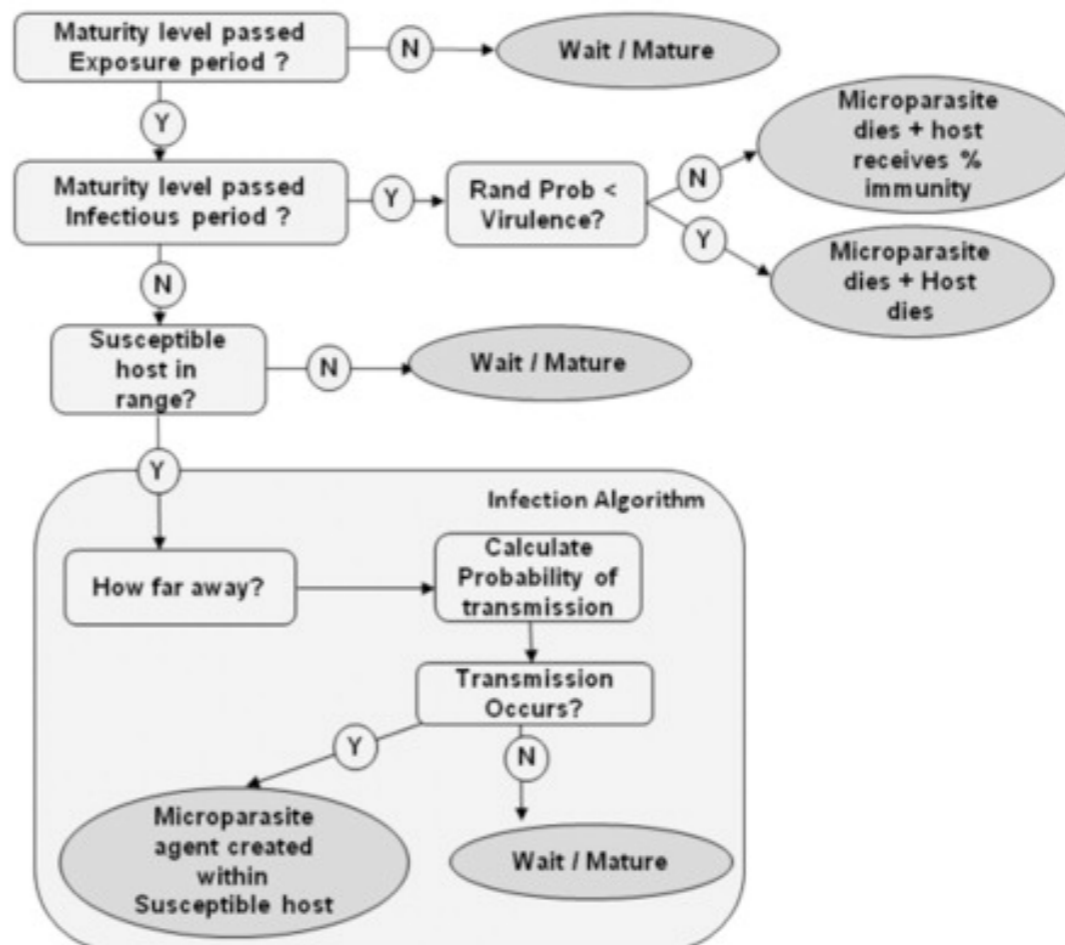 Maturity level passed
Exposure period ?
N
Wait / Mature
Y
Microparasite
dies + host
receives %
immunity
Maturity level passed
Infectious period ?
Y
Rand Prob <
Virulence?
N
Y
Microparasite
dies + Host
dies
N
Susceptible
host in
range?
N
Wait / Mature
Y
Infection Algorithm
How far away?
Calculate
Probability of
transmission
Transmission
Occurs?
Y
N
Microparasite
agent created
within
Susceptible host
Wait / Mature